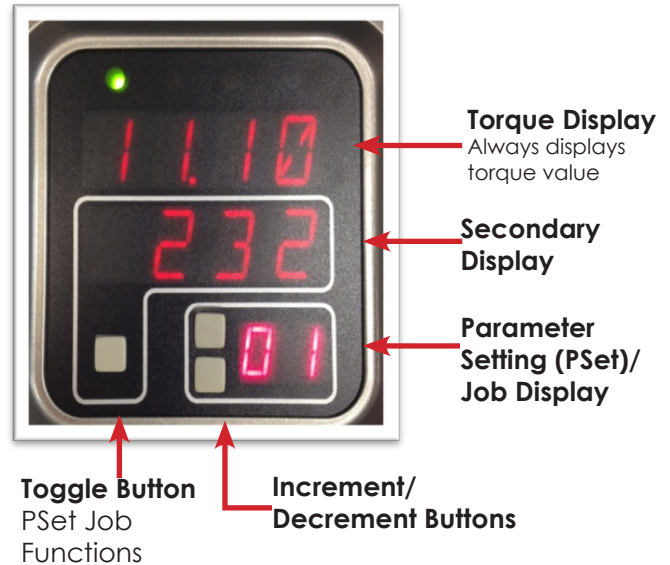 11.10
232
01
Torque Display
Always displays
torque value
Secondary
Display
Parameter
Setting (PSet)/
Job Display
Toggle Button
PSet Job
Functions
Increment/
Decrement Buttons